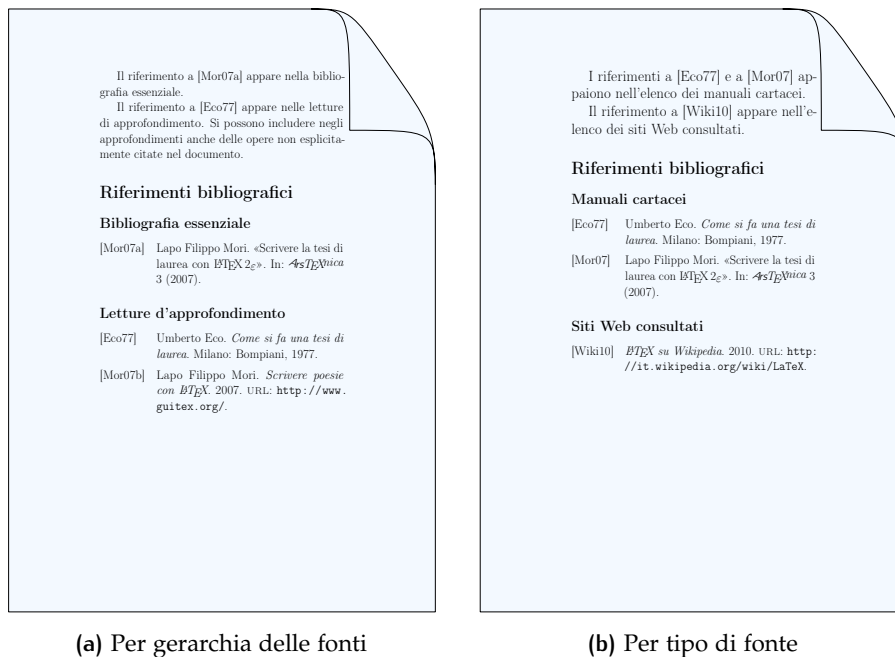 Il riferimento a [Mor07a] appare nella biblio-
grafia essenziale.
Il riferimento a [Eco77] appare nelle letture
di approfondimento. Si possono includere negli
approfondimenti anche delle opere non esplicita-
mente citate nel documento.
Riferimenti bibliografici
Bibliografia essenziale
[Mor07a] Lapo Filippo Mori. «Scrivere la tesi di
laurea con LATEX 2ε». In: ArsTEXnica
3 (2007).
Letture d'approfondimento
[Eco77] Umberto Eco. Come si fa una tesi di
laurea. Milano: Bompiani, 1977.
[Mor07b] Lapo Filippo Mori. Scrivere poesie
con LATEX. 2007. URL: http://www.
guitex.org/.
(a) Per gerarchia delle fonti
I riferimenti a [Eco77] e a [Mor07] ap-
paiono nell'elenco dei manuali cartacei.
Il riferimento a [Wiki10] appare nell'e-
lenco dei siti Web consultati.
Riferimenti bibliografici
Manuali cartacei
[Eco77] Umberto Eco. Come si fa una tesi di
laurea. Milano: Bompiani, 1977.
[Mor07] Lapo Filippo Mori. «Scrivere la tesi di
laurea con LATEX 2ε». In: ArsTEXnica 3
(2007).
Siti Web consultati
[Wiki10] LATEX su Wikipedia. 2010. URL: http:
//it.wikipedia.org/wiki/LaTeX.
(b) Per tipo di fonte